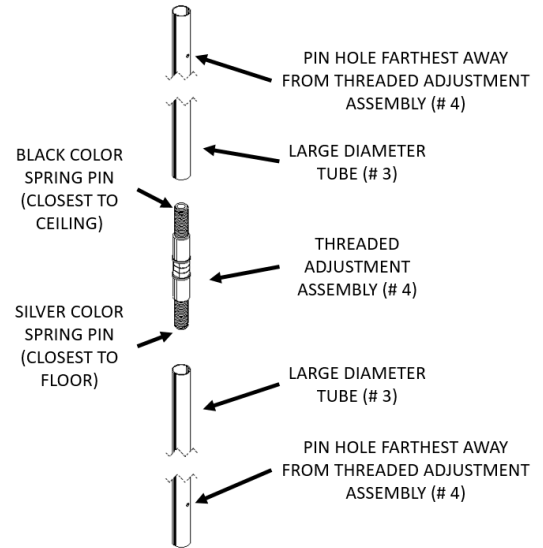 PIN HOLE FARTHEST AWAY
FROM THREADED ADJUSTMENT
ASSEMBLY (# 4)
LARGE DIAMETER
TUBE (# 3)
BLACK COLOR
SPRING PIN
(CLOSEST TO
CEILING)
THREADED
ADJUSTMENT
ASSEMBLY (# 4)
SILVER COLOR
SPRING PIN
(CLOSEST TO
FLOOR)
LARGE DIAMETER
TUBE (# 3)
PIN HOLE FARTHEST AWAY
FROM THREADED ADJUSTMENT
ASSEMBLY (# 4)